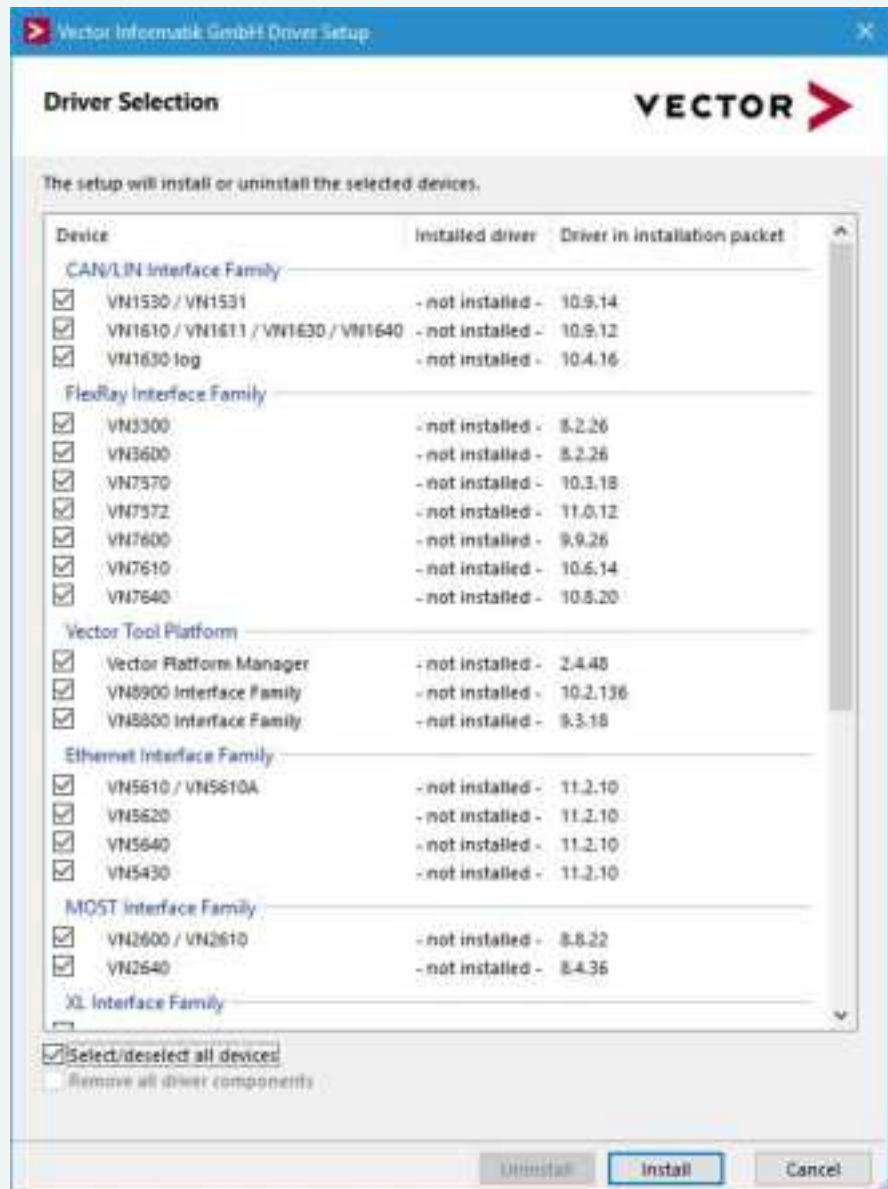 Vector Informatik GmbH Driver Setup
Driver Selection
VECTOR
The setup will install or uninstall the selected devices.
Device Installed driver Driver in installation packet
CAN/LIN Interface Family
VN1530 / VN1531 - not installed - 10.9.14
VN1610 / VN1611 / VN1630 / VN1640 - not installed - 10.9.12
VN1630 log - not installed - 10.4.16
FlexRay Interface Family
VN3300 - not installed - 8.2.26
VN3600 - not installed - 8.2.26
VN7570 - not installed - 10.3.18
VN7572 - not installed - 11.0.12
VN7600 - not installed - 9.9.26
VN7610 - not installed - 10.6.14
VN7640 - not installed - 10.8.20
Vector Tool Platform
Vector Platform Manager - not installed - 2.4.48
VN8900 Interface Family - not installed - 10.2.136
VN8800 Interface Family - not installed - 9.3.18
Ethernet Interface Family
VN5610 / VN5610A - not installed - 11.2.10
VN5620 - not installed - 11.2.10
VN5640 - not installed - 11.2.10
VN5430 - not installed - 11.2.10
MOST Interface Family
VN2600 / VN2610 - not installed - 8.8.22
VN2640 - not installed - 8.4.36
XL Interface Family
Select/deselect all devices
Remove all driver components
Uninstall Install Cancel